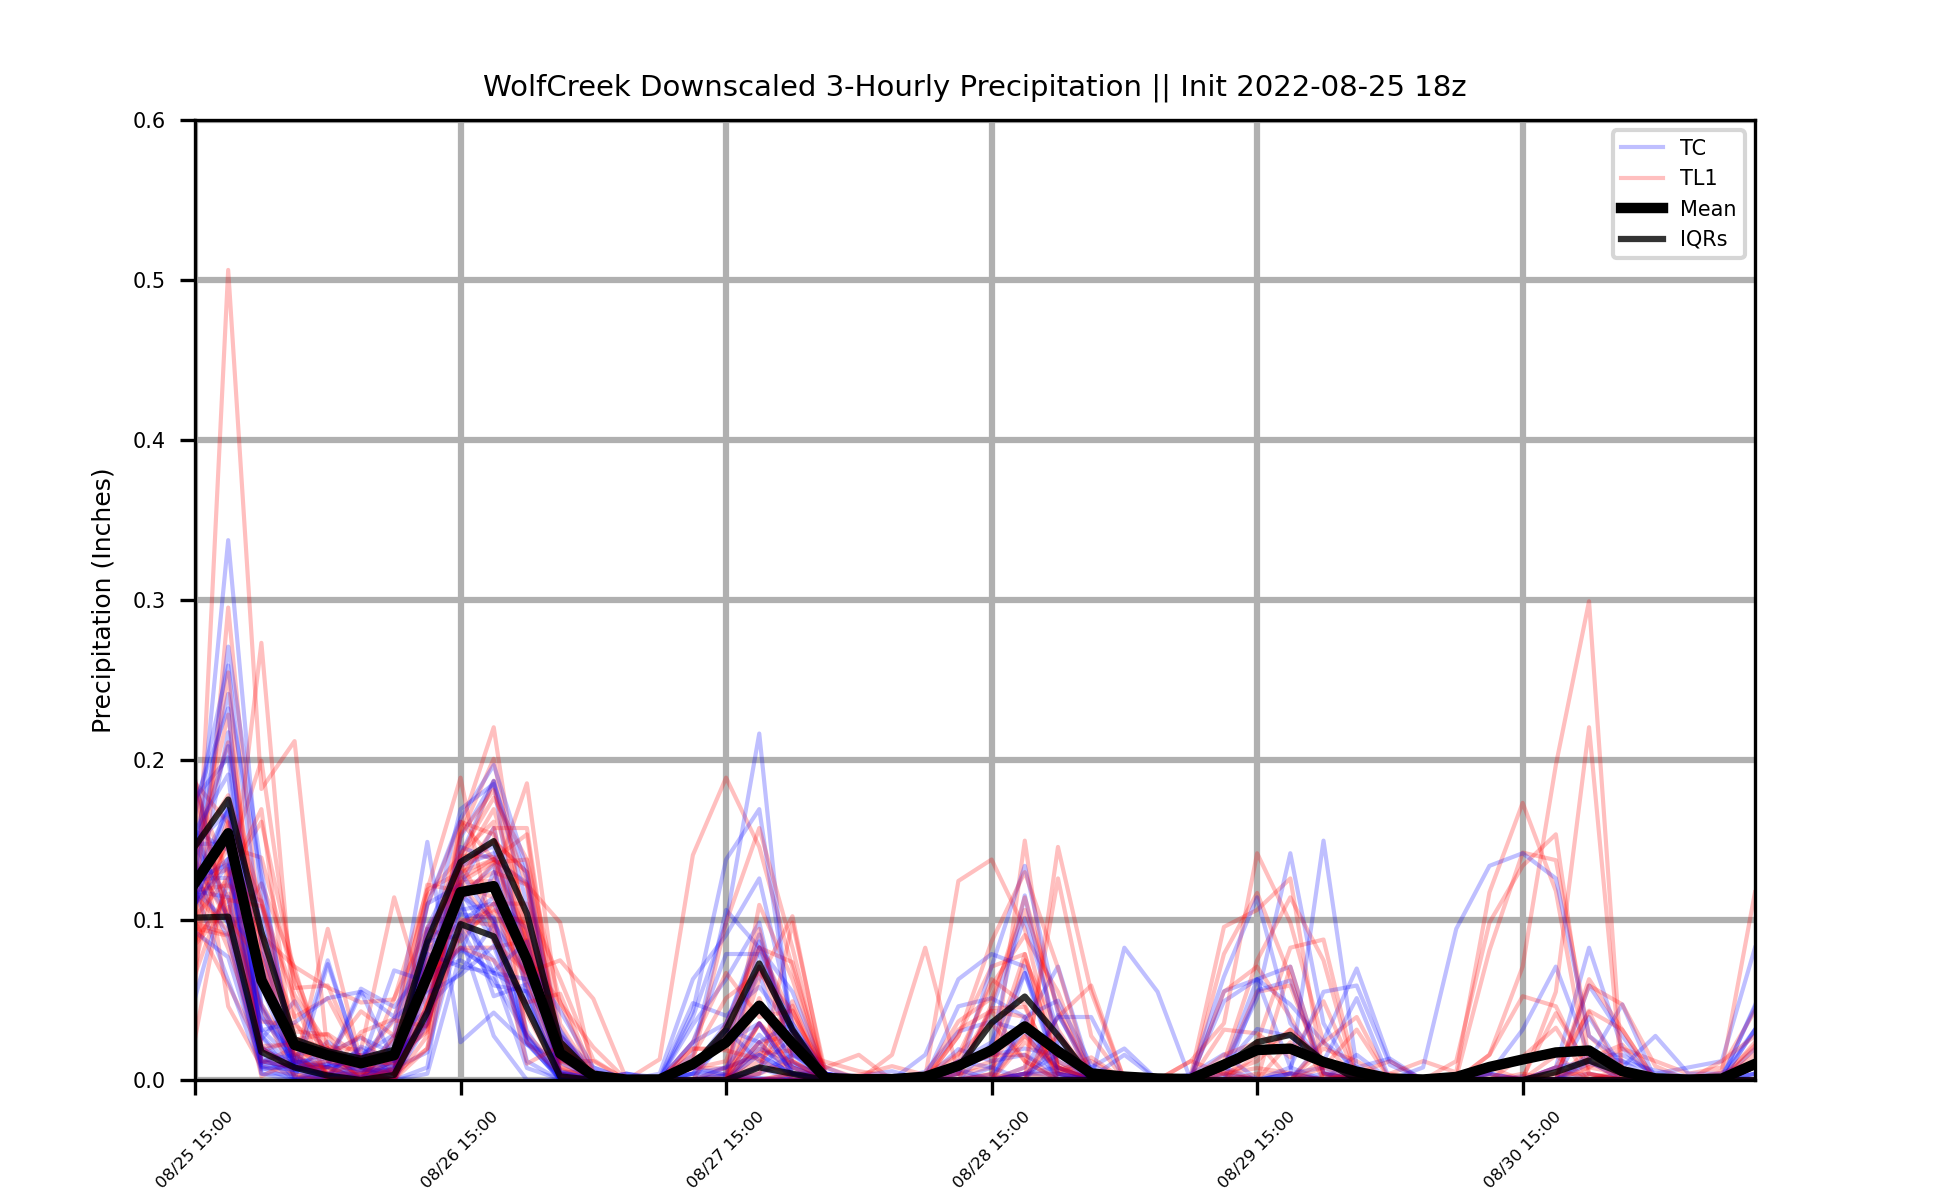 WolfCreek Downscaled 3-Hourly Precipitation || Init 2022-08-25 18z
TC
TL1
Mean
IQRs
Precipitation (Inches)
0.6
0.5
0.4
0.3
0.2
0.1
0.0
08/25 15:00
08/26 15:00
08/27 15:00
08/28 15:00
08/29 15:00
08/30 15:00